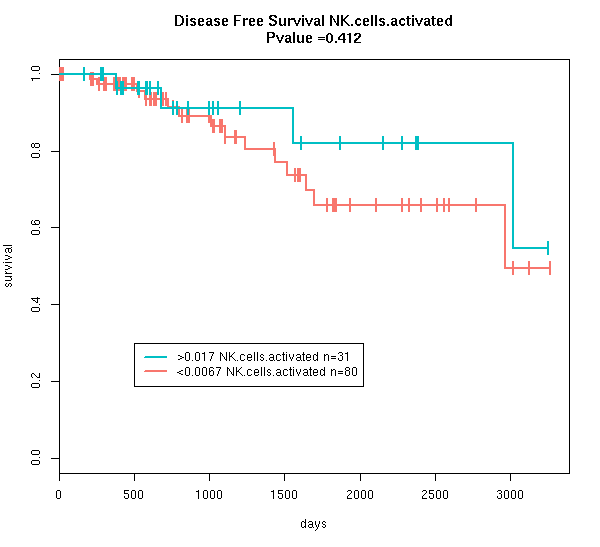 Disease Free Survival NK.cells.activated
Pvalue =0.412
1.0
0.8
0.6
0.4
0.2
0.0
survival
>0.017 NK.cells.activated n=31
<0.0067 NK.cells.activated n=80
0 500 1000 1500 2000 2500 3000
days